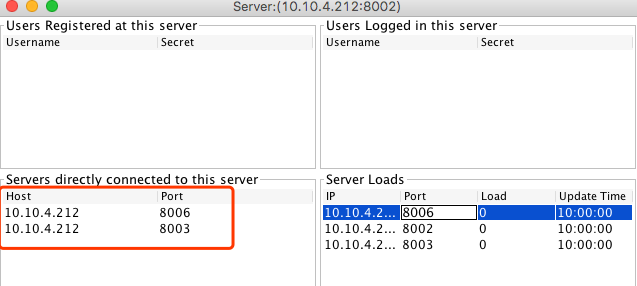 Server:(10.10.4.212:8002)
Users Registered at this server
Username Secret
Users Logged in this server
Username Secret
Servers directly connected to this server
Host Port
10.10.4.212 8006
10.10.4.212 8003
Server Loads
IP Port Load Update Time
10.10.4.2... 8006 0 10:00:00
10.10.4.2... 8002 0 10:00:00
10.10.4.2... 8003 0 10:00:00